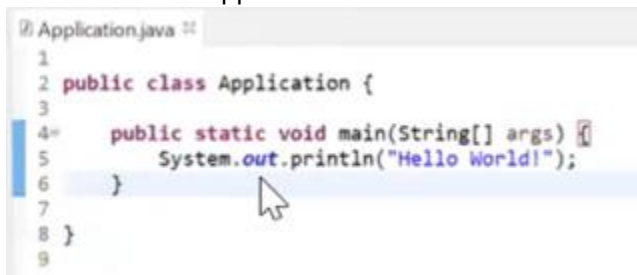 Application.java
1
2 public class Application {
3
4 public static void main(String[] args) {
5 System.out.println("Hello World!");
6 }
7
8 }
9